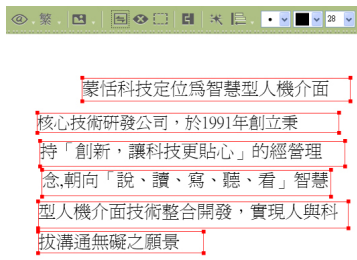 繁
28
蒙恬科技定位為智慧型人機介面
核心技術研發公司，於1991年創立秉
持「創新，讓科技更貼心」的經營理
念,朝向「說、讀、寫、聽、看」智慧
型人機介面技術整合開發，實現人與科
技溝通無礙之願景